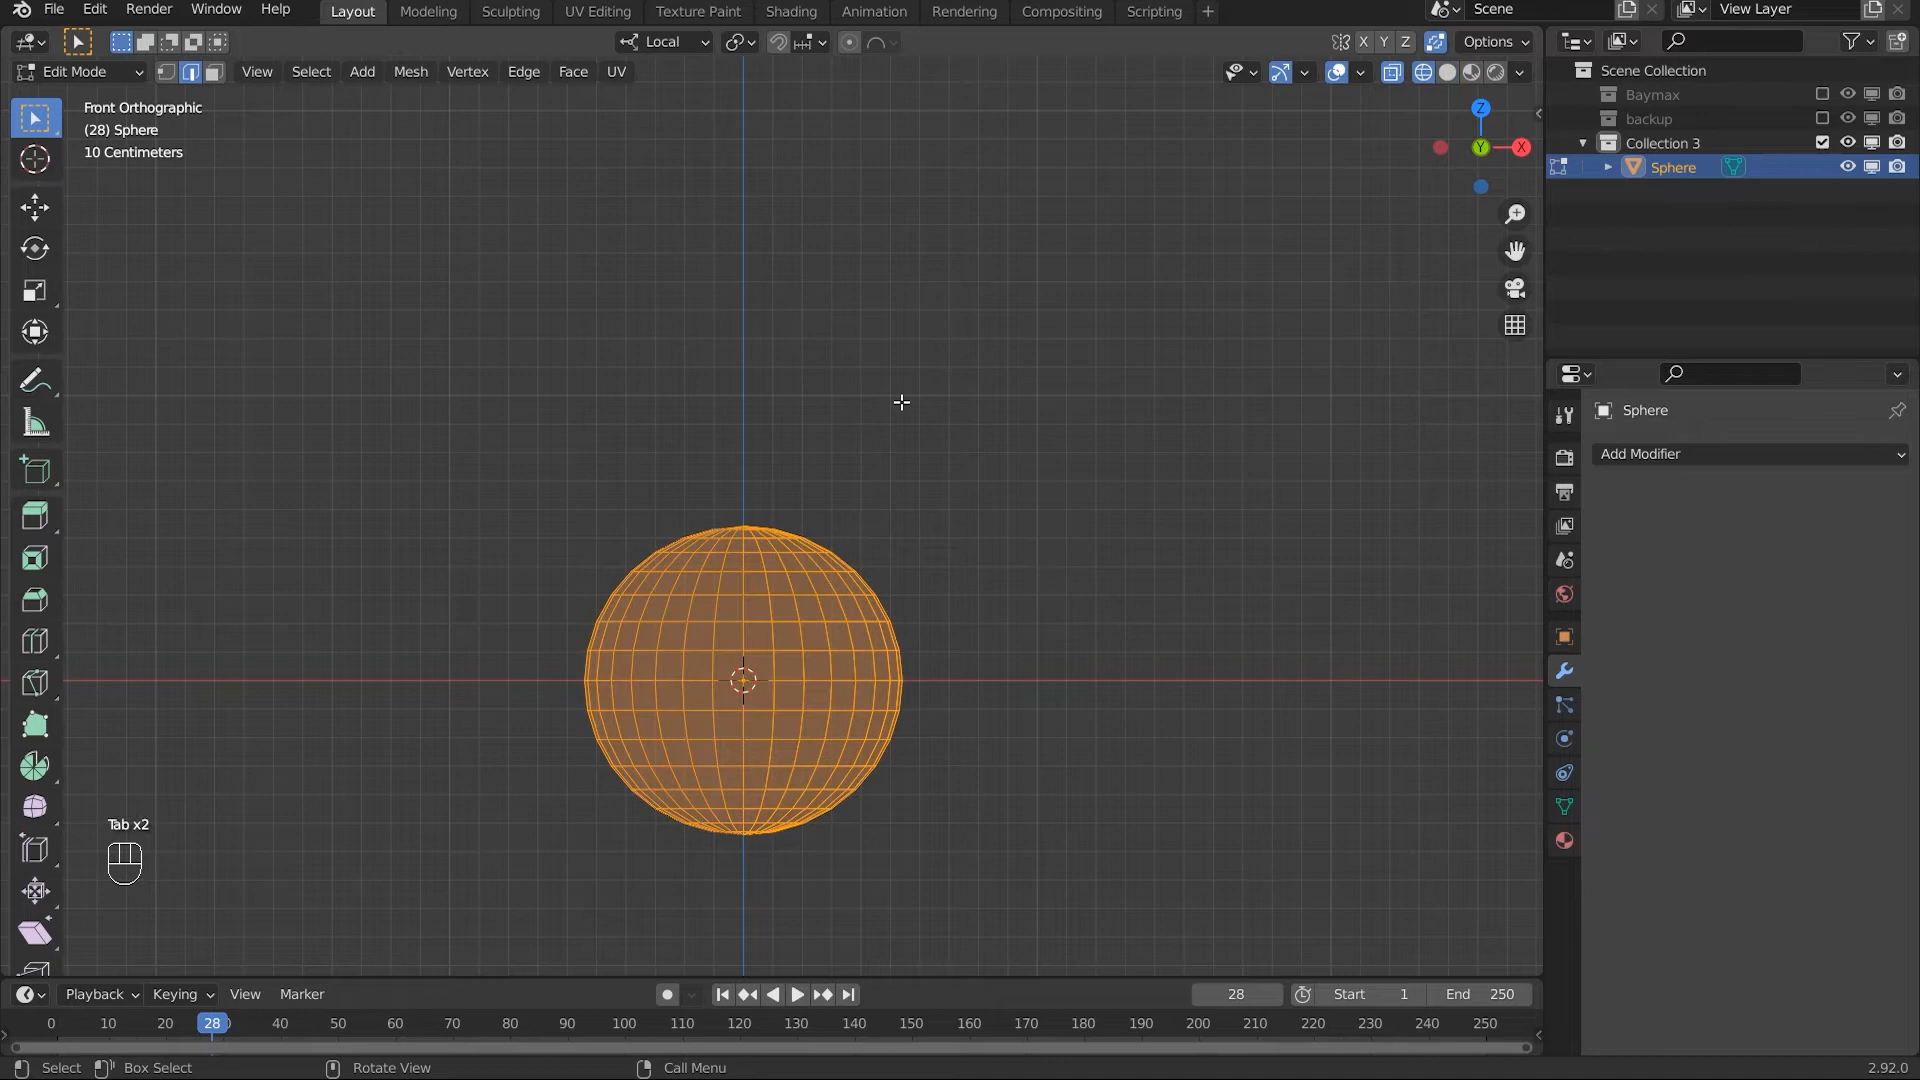 File Edit Render Window Help Layout Modeling Sculpting UV Editing Texture Paint Shading Animation Rendering Compositing Scripting + Scene View Layer
Local X Y Z Options
Edit Mode View Select Add Mesh Vertex Edge Face UV
Scene Collection
Baymax
backup
Collection 3
Sphere
Front Orthographic
(28) Sphere
10 Centimeters
Z
Y
X
Sphere
Add Modifier
Tab x2
Playback Keying View Marker 28 Start 1 End 250
0 10 20 28 40 50 60 70 80 90 100 110 120 130 140 150 160 170 180 190 200 210 220 230 240 250
Select Box Select Rotate View Call Menu 2.92.0